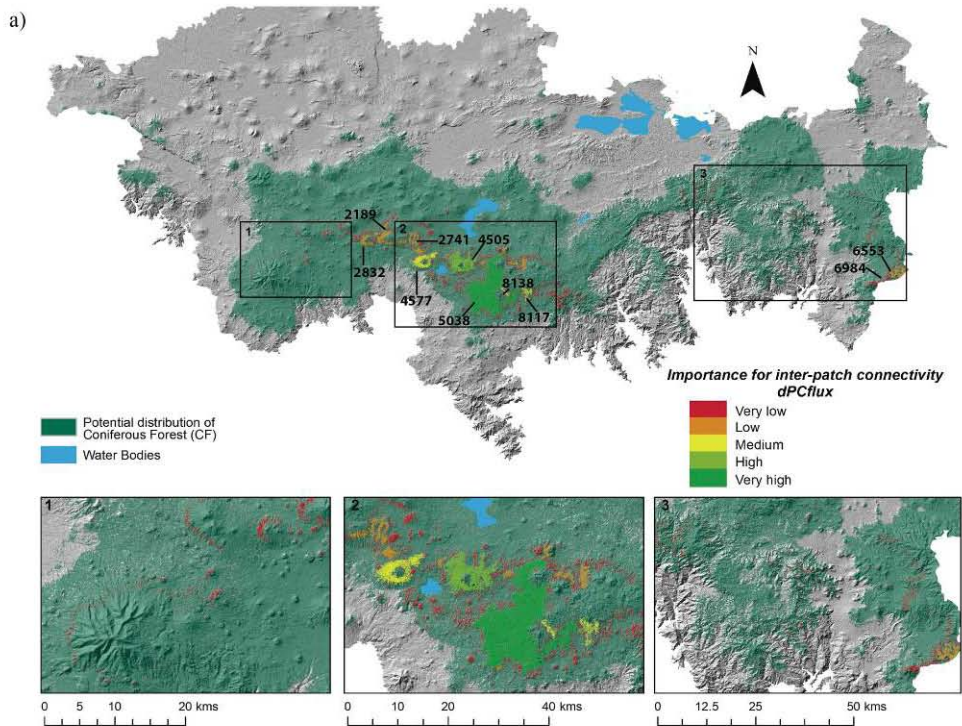 a)
N
1
2
3
2189
2832
2741
4505
4577
8138
5038
8117
6553
6984
Importance for inter-patch connectivity
dPCflux
Very low
Low
Medium
High
Very high
Potential distribution of
Coniferous Forest (CF)
Water Bodies
1
2
3
0 5 10 20 kms
0 10 20 40 kms
0 12.5 25 50 kms